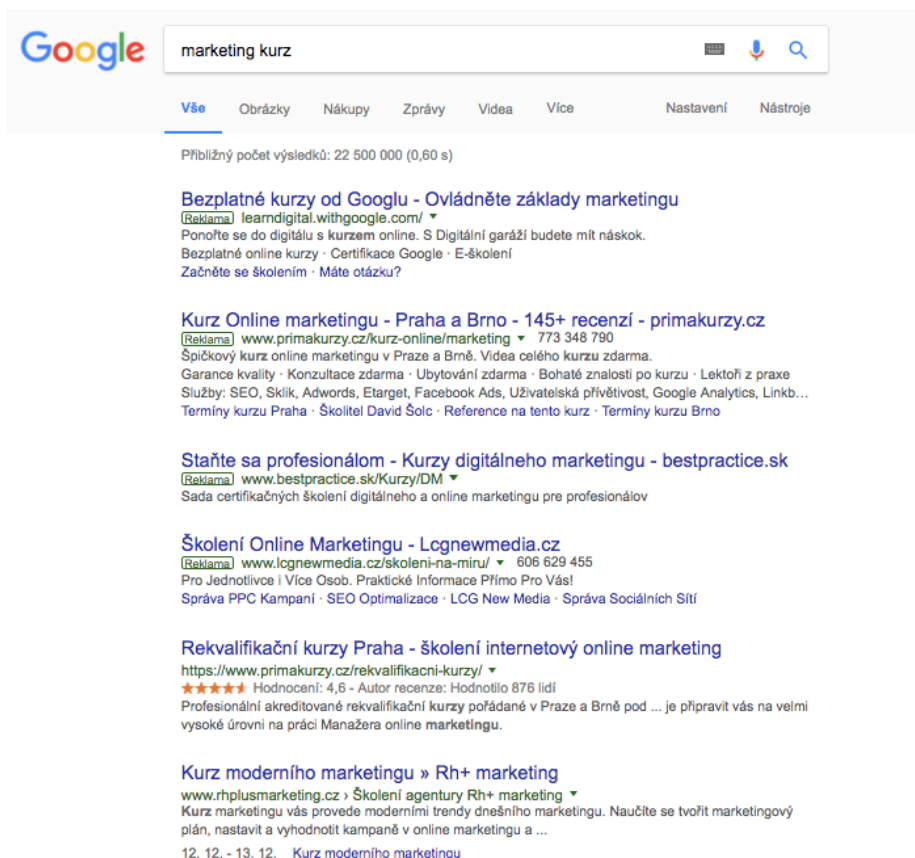 Google
marketing kurz
Vše Obrázky Nákupy Zprávy Videa Více Nastavení Nástroje
Přibližný počet výsledků: 22 500 000 (0,60 s)
Bezplatné kurzy od Googlu - Ovládněte základy marketingu
Reklama learndigital.withgoogle.com/
Ponořte se do digitálu s kurzem online. S Digitální garáží budete mít náskok.
Bezplatné online kurzy · Certifikace Google · E-školení
Začněte se školením · Máte otázku?
Kurz Online marketingu - Praha a Brno - 145+ recenzí - primakurzy.cz
Reklama www.primakurzy.cz/kurz-online/marketing 773 348 790
Špičkový kurz online marketingu v Praze a Brně. Videa celého kurzu zdarma.
Garance kvality · Konzultace zdarma · Ubytování zdarma · Bohaté znalosti po kurzu · Lektoři z praxe
Služby: SEO, Sklik, Adwords, Etarget, Facebook Ads, Uživatelská přívětivost, Google Analytics, Linkb...
Termíny kurzu Praha · Školitel David Šolc · Reference na tento kurz · Termíny kurzu Brno
Staňte sa profesionálom - Kurzy digitálneho marketingu - bestpractice.sk
Reklama www.bestpractice.sk/Kurzy/DM
Sada certifikačných školení digitálneho a online marketingu pre profesionálov
Školení Online Marketingu - Lcgnewmedia.cz
Reklama www.lcgnewmedia.cz/skoleni-na-miru/ 606 629 455
Pro Jednotlivce i Více Osob. Praktické Informace Přímo Pro Vás!
Správa PPC Kampaní · SEO Optimalizace · LCG New Media · Správa Sociálních Sítí
Rekvalifikační kurzy Praha - školení internetový online marketing
https://www.primakurzy.cz/rekvalifikacni-kurzy/
Hodnocení: 4,6 - Autor recenze: Hodnotilo 876 lidí
Profesionální akreditované rekvalifikační kurzy pořádané v Praze a Brně pod ... je připravit vás na velmi
vysoké úrovni na práci Manažera online marketingu.
Kurz moderního marketingu » Rh+ marketing
www.rhplusmarketing.cz › Školení agentury Rh+ marketing
Kurz marketingu vás provede moderními trendy dnešního marketingu. Naučíte se tvořit marketingový
plán, nastavit a vyhodnotit kampaně v online marketingu a ...
12. 12. - 13. 12. Kurz moderního marketingu